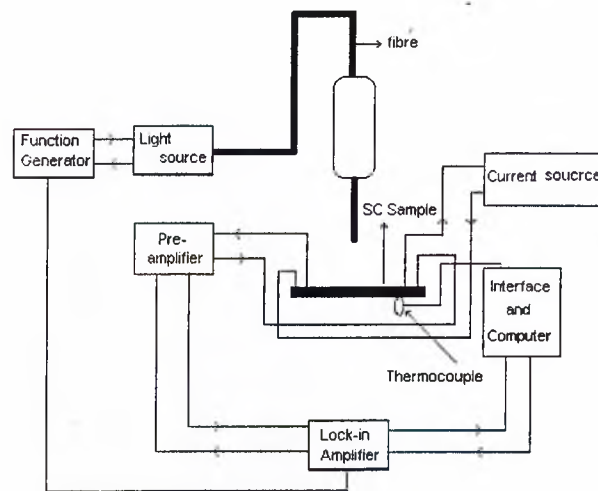 fibre
Function
Generator
Light
source
Current soucrce
SC Sample
Pre-
amplifier
Interface
and
Computer
Thermocouple
Lock-in
Amplifier